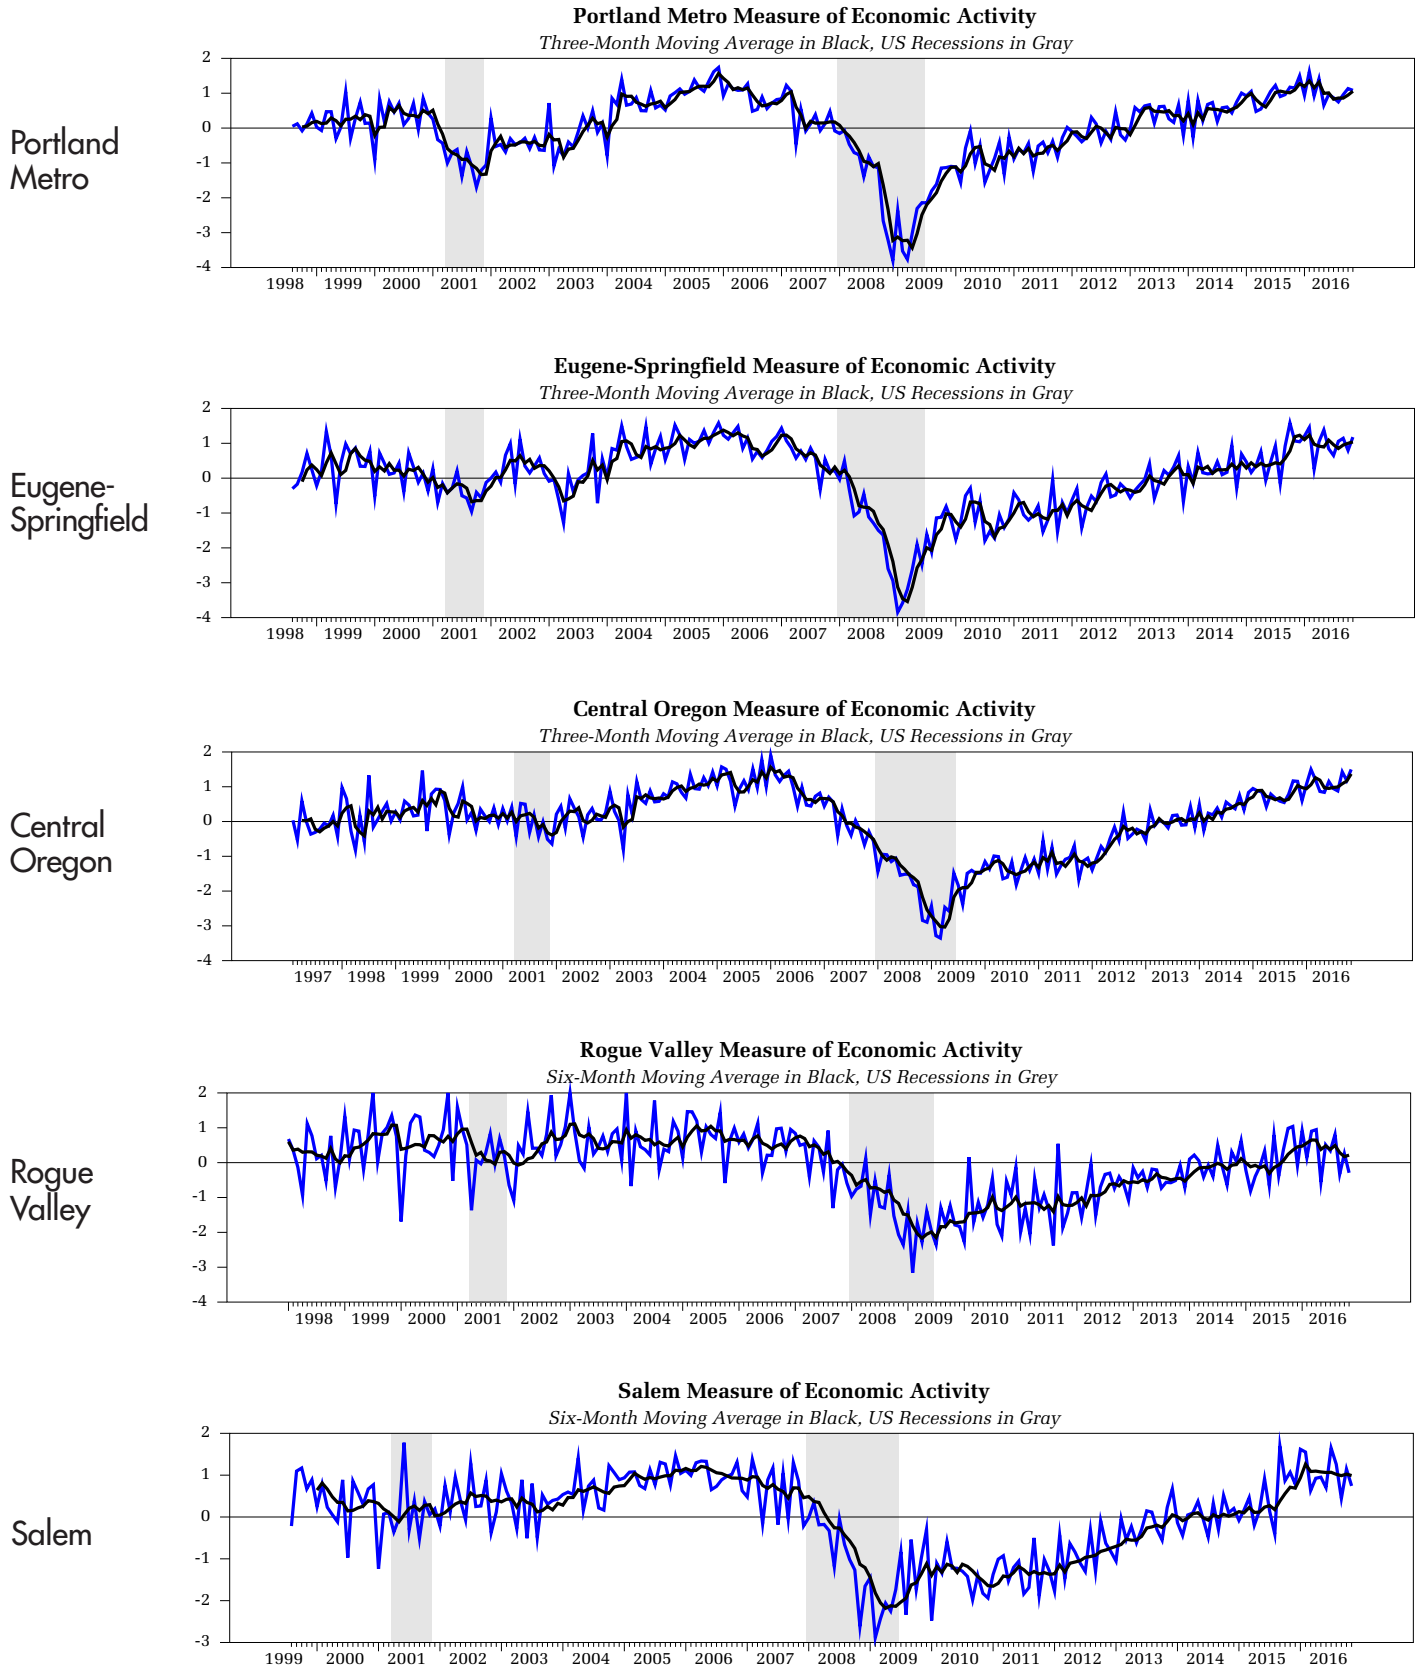 Portland Metro Measure of Economic Activity
Three-Month Moving Average in Black, US Recessions in Gray
2
1
0
-1
-2
-3
-4
Portland
Metro
1998 1999 2000 2001 2002 2003 2004 2005 2006 2007 2008 2009 2010 2011 2012 2013 2014 2015 2016
Eugene-Springfield Measure of Economic Activity
Three-Month Moving Average in Black, US Recessions in Gray
2
1
0
-1
-2
-3
-4
Eugene-
Springfield
1998 1999 2000 2001 2002 2003 2004 2005 2006 2007 2008 2009 2010 2011 2012 2013 2014 2015 2016
Central Oregon Measure of Economic Activity
Three-Month Moving Average in Black, US Recessions in Gray
2
1
0
-1
-2
-3
-4
Central
Oregon
1997 1998 1999 2000 2001 2002 2003 2004 2005 2006 2007 2008 2009 2010 2011 2012 2013 2014 2015 2016
Rogue Valley Measure of Economic Activity
Six-Month Moving Average in Black, US Recessions in Grey
2
1
0
-1
-2
-3
-4
Rogue
Valley
1998 1999 2000 2001 2002 2003 2004 2005 2006 2007 2008 2009 2010 2011 2012 2013 2014 2015 2016
Salem Measure of Economic Activity
Six-Month Moving Average in Black, US Recessions in Gray
2
1
0
-1
-2
-3
Salem
1999 2000 2001 2002 2003 2004 2005 2006 2007 2008 2009 2010 2011 2012 2013 2014 2015 2016